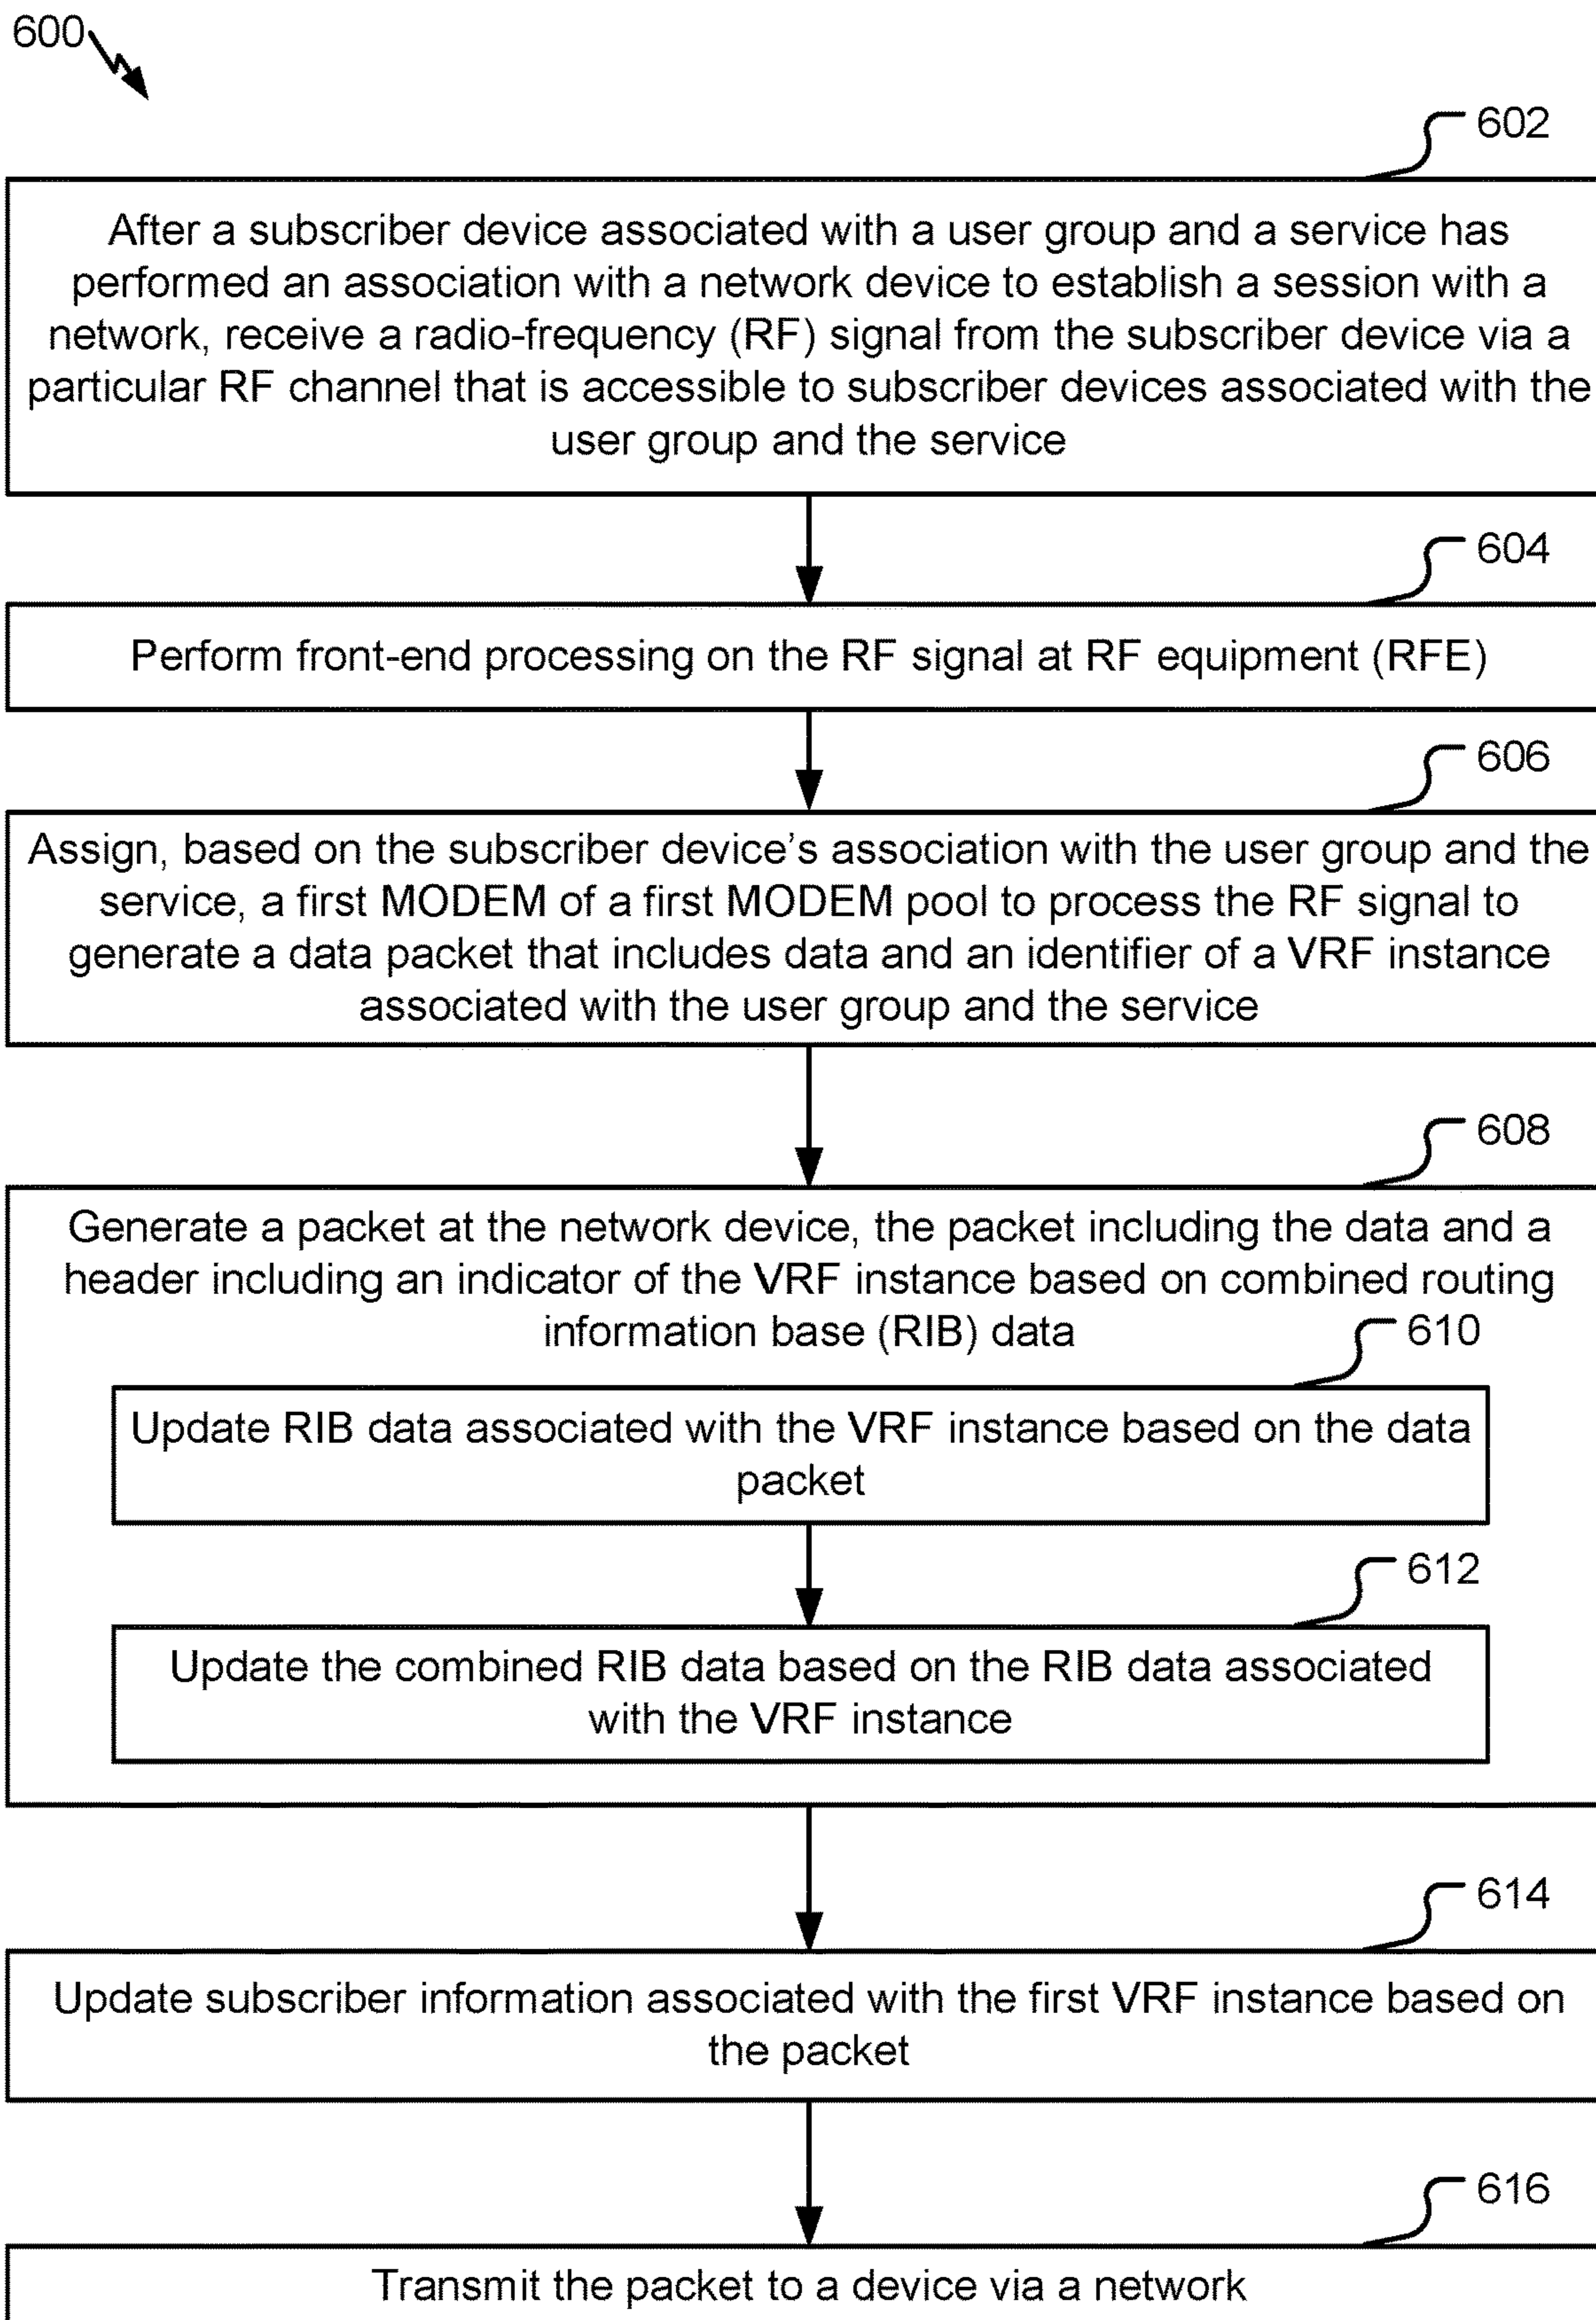 600
602
After a subscriber device associated with a user group and a service has
performed an association with a network device to establish a session with a
network, receive a radio-frequency (RF) signal from the subscriber device via a
particular RF channel that is accessible to subscriber devices associated with the
user group and the service
604
Perform front-end processing on the RF signal at RF equipment (RFE)
606
Assign, based on the subscriber device’s association with the user group and the
service, a first MODEM of a first MODEM pool to process the RF signal to
generate a data packet that includes data and an identifier of a VRF instance
associated with the user group and the service
608
Generate a packet at the network device, the packet including the data and a
header including an indicator of the VRF instance based on combined routing
information base (RIB) data
610
Update RIB data associated with the VRF instance based on the data
packet
612
Update the combined RIB data based on the RIB data associated
with the VRF instance
614
Update subscriber information associated with the first VRF instance based on
the packet
616
Transmit the packet to a device via a network